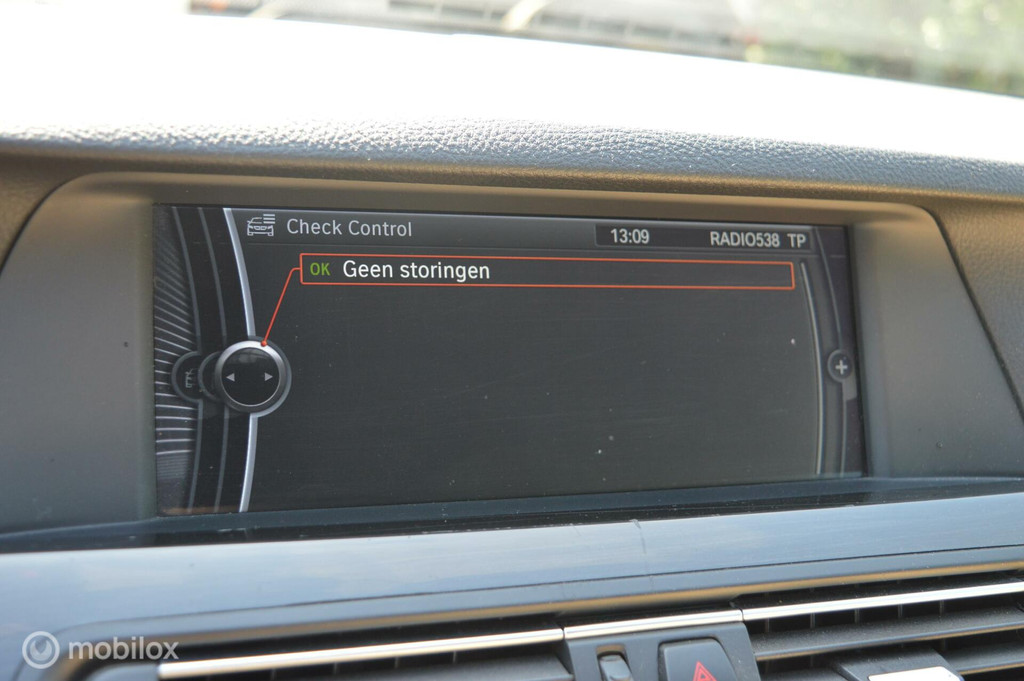 Check Control
13:09 RADIO538 TP
OK Geen storingen
mobilox